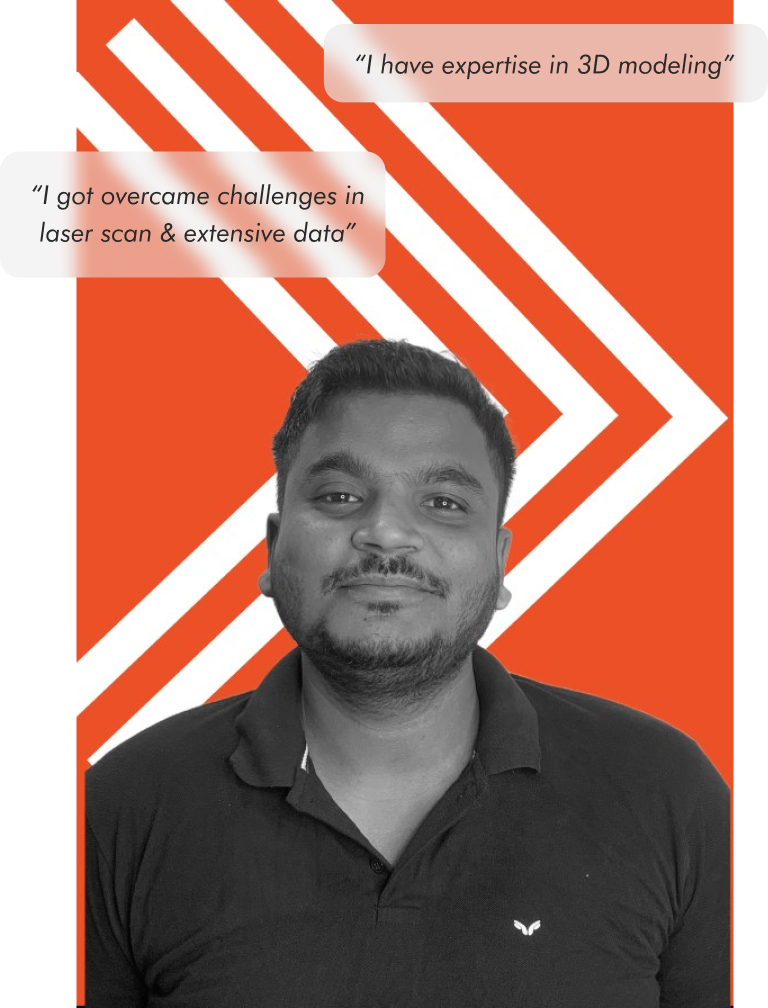 “I have expertise in 3D modeling”
“I got overcame challenges in
laser scan & extensive data”